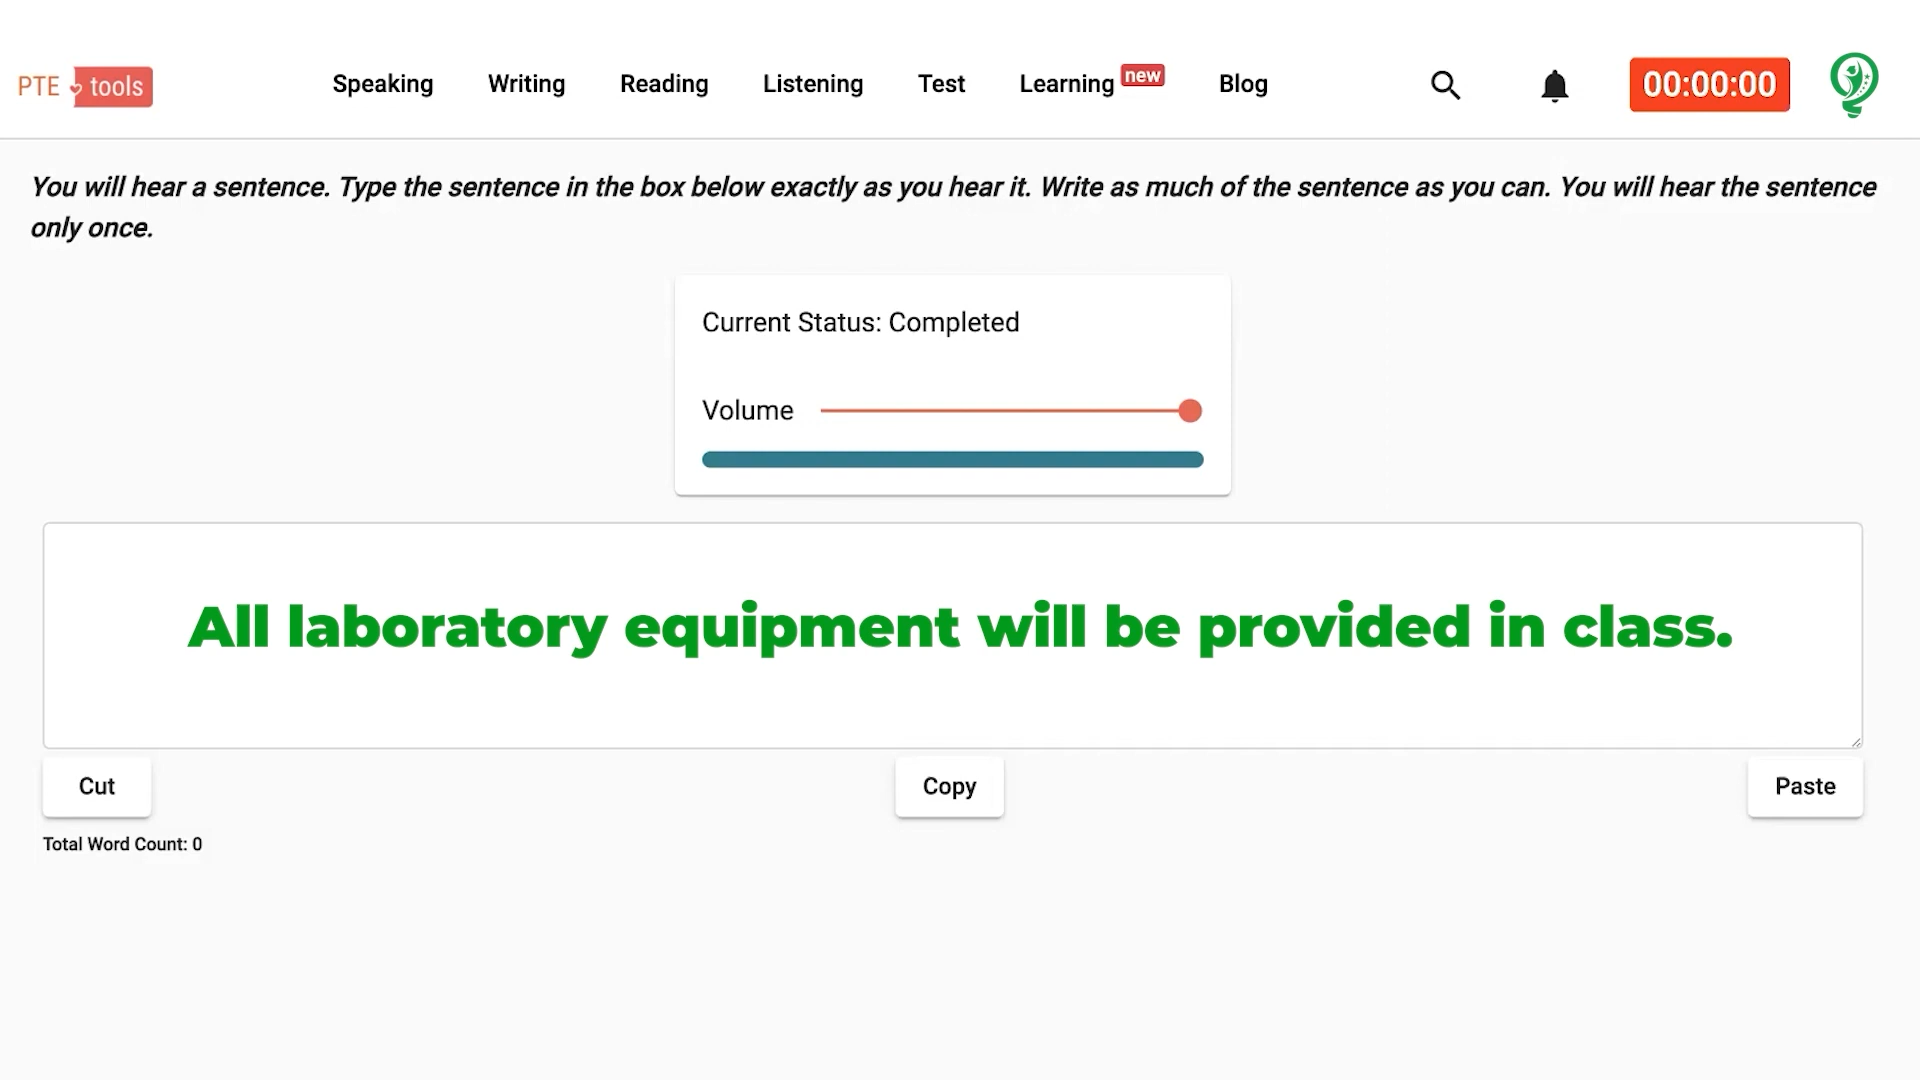 PTE tools
Speaking Writing Reading Listening Test Learning new Blog 00:00:00
You will hear a sentence. Type the sentence in the box below exactly as you hear it. Write as much of the sentence as you can. You will hear the sentence
only once.
Current Status: Completed
Volume
All laboratory equipment will be provided in class.
Cut Copy Paste
Total Word Count: 0